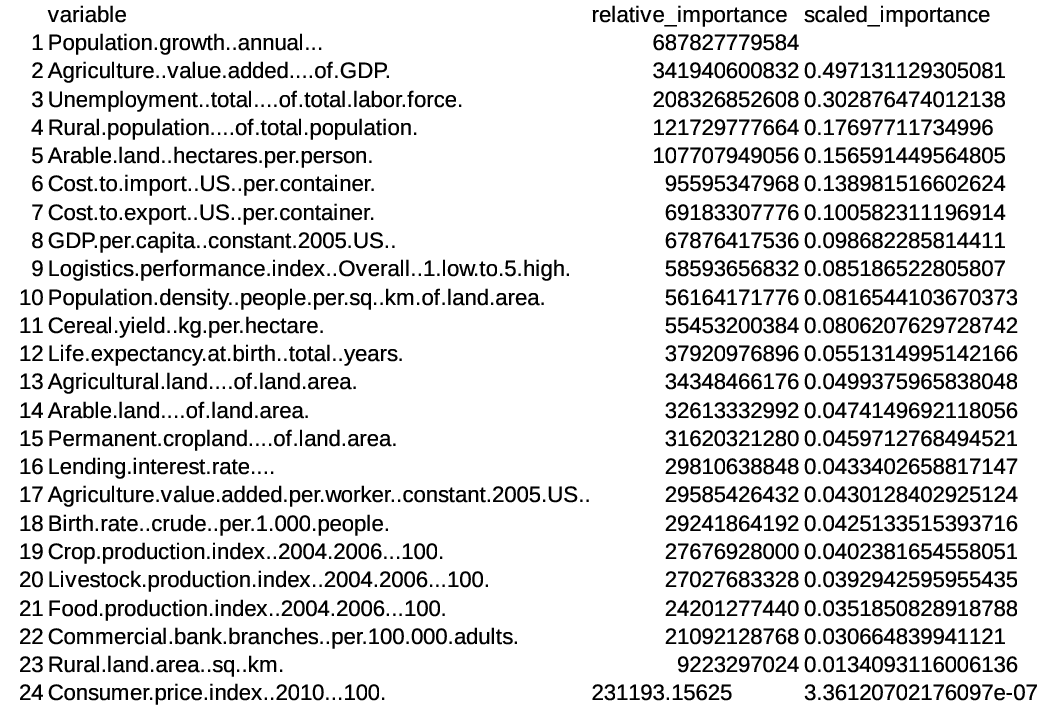 variable relative_importance scaled_importance
1 Population.growth..annual... 687827779584
2 Agriculture..value.added....of.GDP. 341940600832 0.497131129305081
3 Unemployment..total....of.total.labor.force. 208326852608 0.302876474012138
4 Rural.population....of.total.population. 121729777664 0.17697711734996
5 Arable.land..hectares.per.person. 107707949056 0.156591449564805
6 Cost.to.import..US..per.container. 95595347968 0.138981516602624
7 Cost.to.export..US..per.container. 69183307776 0.100582311196914
8 GDP.per.capita..constant.2005.US.. 67876417536 0.098682285814411
9 Logistics.performance.index..Overall..1.low.to.5.high. 58593656832 0.085186522805807
10 Population.density..people.per.sq..km.of.land.area. 56164171776 0.0816544103670373
11 Cereal.yield..kg.per.hectare. 55453200384 0.0806207629728742
12 Life.expectancy.at.birth..total..years. 37920976896 0.0551314995142166
13 Agricultural.land....of.land.area. 34348466176 0.0499375965838048
14 Arable.land....of.land.area. 32613332992 0.0474149692118056
15 Permanent.cropland....of.land.area. 31620321280 0.0459712768494521
16 Lending.interest.rate.... 29810638848 0.0433402658817147
17 Agriculture.value.added.per.worker..constant.2005.US.. 29585426432 0.0430128402925124
18 Birth.rate..crude..per.1.000.people. 29241864192 0.0425133515393716
19 Crop.production.index..2004.2006...100. 27676928000 0.0402381654558051
20 Livestock.production.index..2004.2006...100. 27027683328 0.0392942595955435
21 Food.production.index..2004.2006...100. 24201277440 0.0351850828918788
22 Commercial.bank.branches..per.100.000.adults. 21092128768 0.030664839941121
23 Rural.land.area..sq..km. 9223297024 0.0134093116006136
24 Consumer.price.index..2010...100. 231193.15625 3.36120702176097e-07